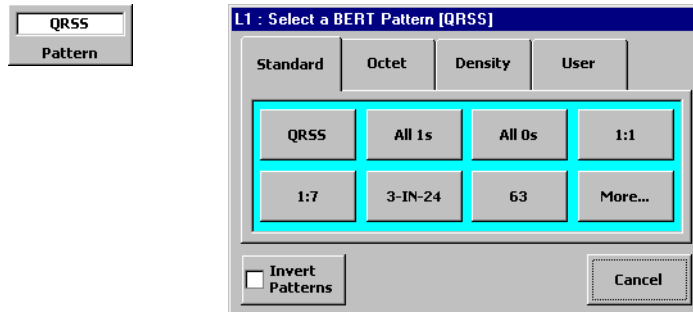 QRSS
Pattern
L1 : Select a BERT Pattern [QRSS]
Standard Octet Density User
QRSS All 1s All 0s 1:1
1:7 3-IN-24 63 More...
Invert
Patterns
Cancel